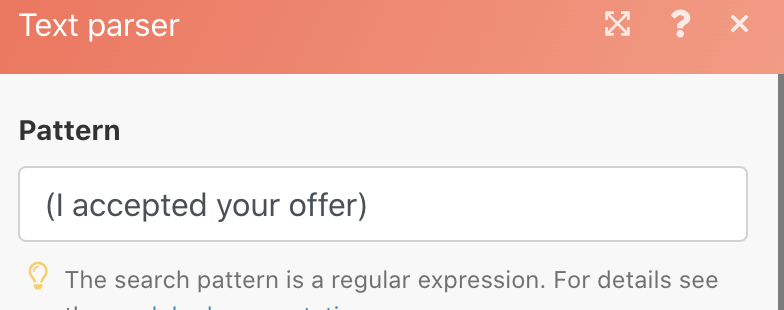 Text parser
Pattern
(I accepted your offer)
The search pattern is a regular expression. For details see